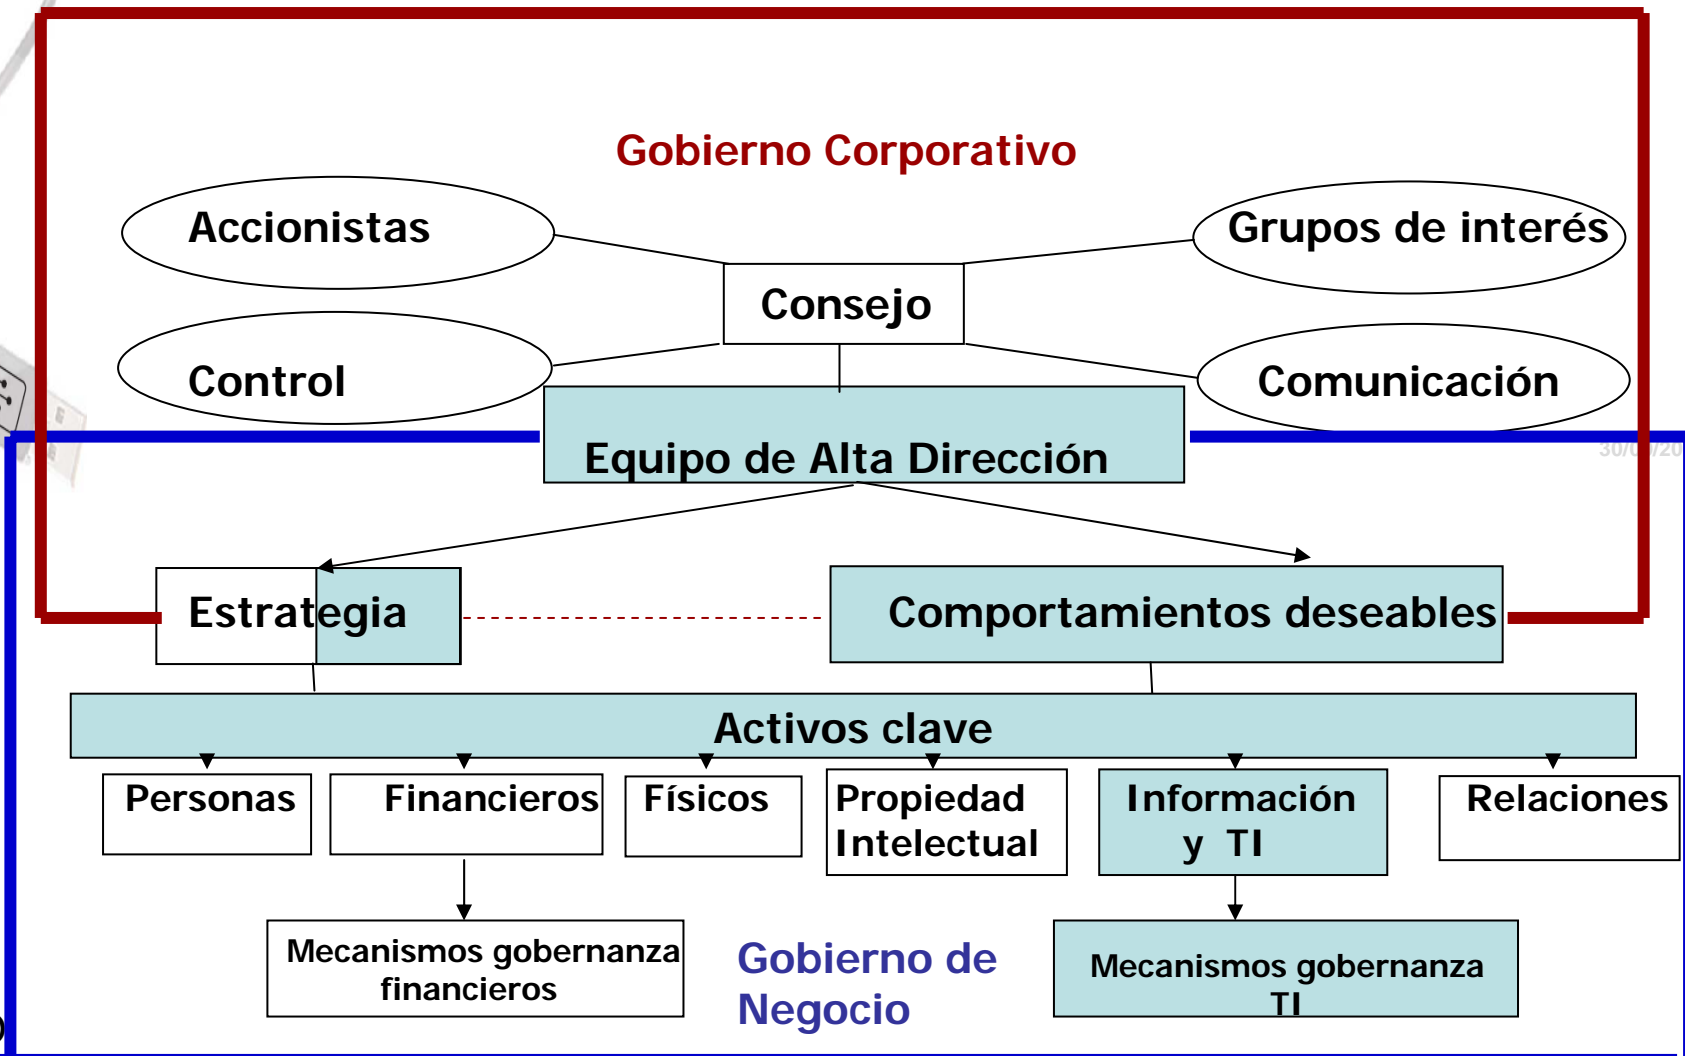 Gobierno Corporativo
Accionistas
Grupos de interés
Consejo
Control
Comunicación
Equipo de Alta Dirección
Estrategia
Comportamientos deseables
Activos clave
Personas
Financieros
Físicos
Propiedad
Intelectual
Información
y TI
Relaciones
Mecanismos gobernanza
financieros
Gobierno de
Negocio
Mecanismos gobernanza
TI